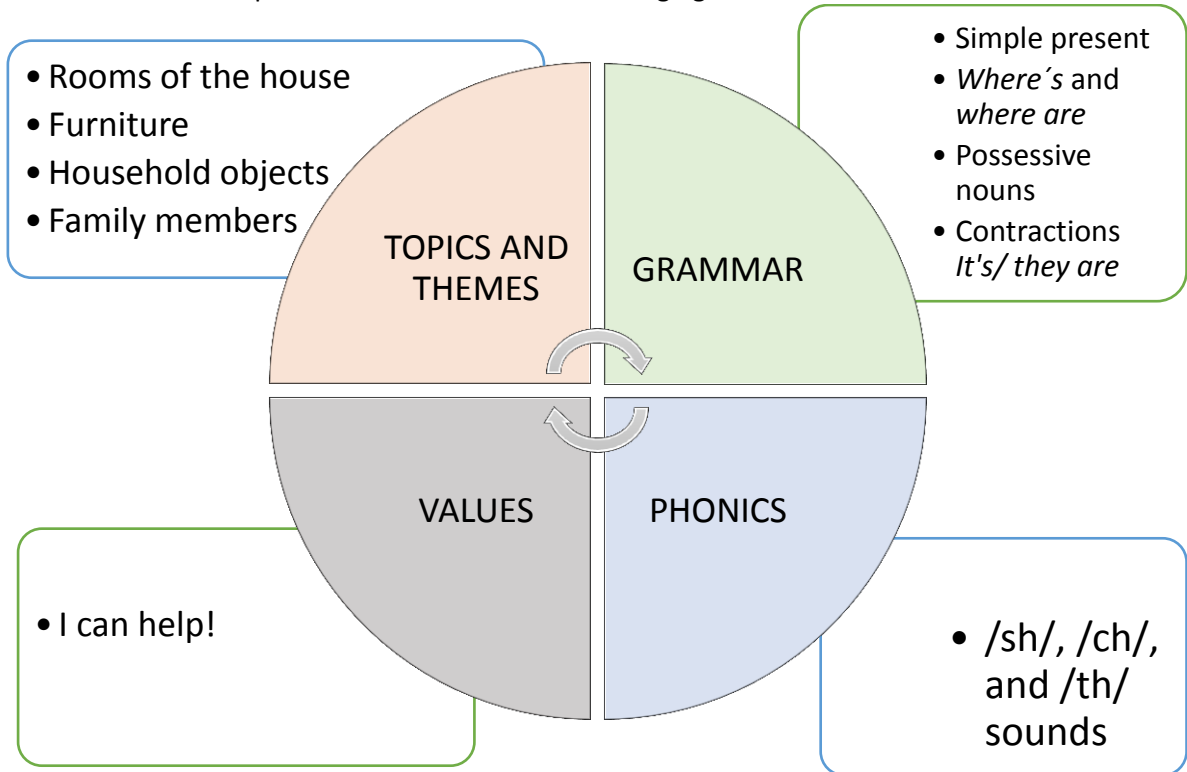 • Rooms of the house
• Furniture
• Household objects
• Family members
TOPICS AND
THEMES
• Simple present
• Where´s and
where are
• Possessive
nouns
• Contractions
It's/ they are
GRAMMAR
VALUES
• I can help!
PHONICS
• /sh/, /ch/,
and /th/
sounds